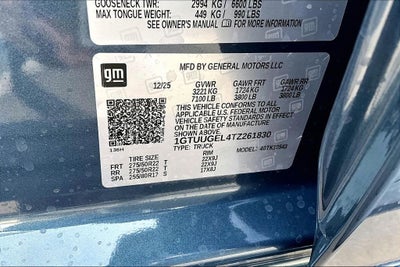 GOOSENECK TWR: 2994 KG / 6600 LBS
MAX TONGUE WEIGHT: 449 KG / 990 LBS
SEE OWNER'S MANUAL FOR MORE INFORMATION
gm
MFD BY GENERAL MOTORS LLC
12/25 GVWR GAWR FRT GAWR RR
3221 KG 1724 KG 1724 KG
7100 LB 3800 LB 3800 LB
THIS VEHICLE CONFORMS TO ALL
APPLICABLE U.S. FEDERAL MOTOR
VEHICLE SAFETY STANDARDS IN
EFFECT ON THE DATE OF
MANUFACTURE SHOWN ABOVE.
1GTUUGEL4TZ261830
TYPE: TRUCK MODEL:
TIRE SIZE RIM
FRT 275/50R22 22X9J
RR 275/50R22 22X9J
SPA 255/80R17 S 17X8J